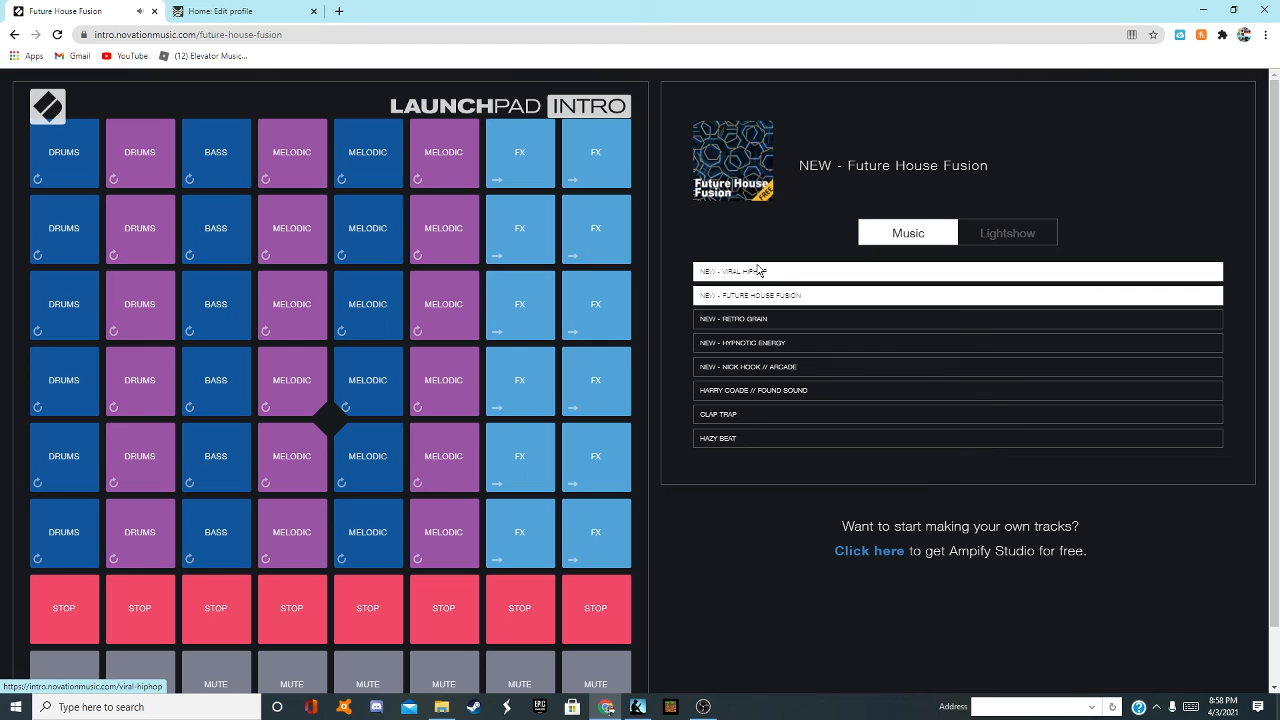 Future House Fusion
Home: Edit profile
intro.novationmusic.com/future-house-fusion
Apps Gmail YouTube (12) Elevator Music...
LAUNCHPAD INTRO
DRUMS DRUMS BASS MELODIC MELODIC MELODIC FX FX
DRUMS DRUMS BASS MELODIC MELODIC MELODIC FX FX
DRUMS DRUMS BASS MELODIC MELODIC MELODIC FX FX
DRUMS DRUMS BASS MELODIC MELODIC MELODIC FX FX
DRUMS DRUMS BASS MELODIC MELODIC MELODIC FX FX
DRUMS DRUMS BASS MELODIC MELODIC MELODIC FX FX
STOP STOP STOP STOP STOP STOP STOP STOP
MUTE MUTE MUTE MUTE MUTE MUTE
Future House
Fusion
FREE
NEW - Future House Fusion
Music Lightshow
NEW - VIRAL HIPHOP
NEW - FUTURE HOUSE FUSION
NEW - RETRO GRAIN
NEW - HYPNOTIC ENERGY
NEW - NICK HOOK // ARCADE
HARRY COADE // FOUND SOUND
CLAP TRAP
HAZY BEAT
Want to start making your own tracks?
Click here to get Ampify Studio for free.
https://intro.novationmusic.com/viral-hiphop
Type here to search
Address
8:58 PM
4/3/2021